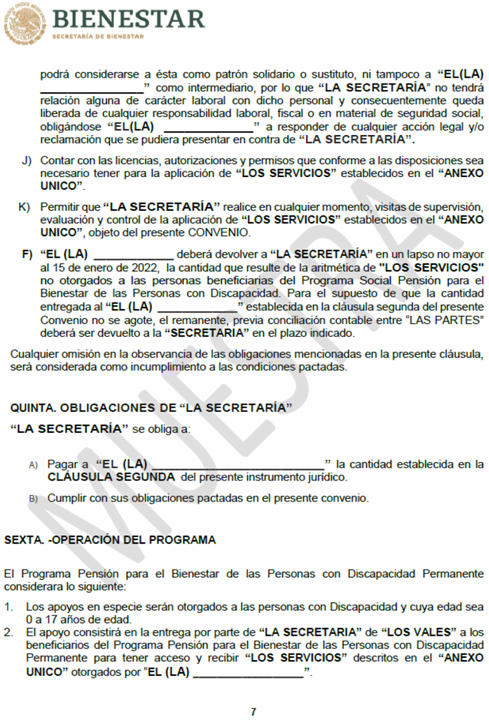 BIENESTAR
SECRETARÍA DE BIENESTAR
podrá considerarse a ésta como patrón solidario o sustituto, ni tampoco a “EL(LA)
_________________” como intermediario, por lo que “LA SECRETARÍA” no tendrá
relación alguna de carácter laboral con dicho personal y consecuentemente queda
liberada de cualquier responsabilidad laboral, fiscal o en material de seguridad social,
obligándose “EL(LA) _______________” a responder de cualquier acción legal y/o
reclamación que se pudiera presentar en contra de “LA SECRETARÍA”.
J) Contar con las licencias, autorizaciones y permisos que conforme a las disposiciones sea
necesario tener para la aplicación de “LOS SERVICIOS” establecidos en el “ANEXO
UNICO”.
K) Permitir que “LA SECRETARÍA” realice en cualquier momento, visitas de supervisión,
evaluación y control de la aplicación de “LOS SERVICIOS” establecidos en el “ANEXO
UNICO”, objeto del presente CONVENIO.
F) “EL (LA) _____________ deberá devolver a “LA SECRETARÍA” en un lapso no mayor
al 15 de enero de 2022, la cantidad que resulte de la aritmética de "LOS SERVICIOS"
no otorgados a las personas beneficiarias del Programa Social Pensión para el
Bienestar de las Personas con Discapacidad. Para el supuesto de que la cantidad
entregada al “EL (LA) _____________” establecida en la cláusula segunda del presente
Convenio no se agote, el remanente, previa conciliación contable entre "LAS PARTES"
deberá ser devuelto a la “SECRETARIA” en el plazo indicado.
Cualquier omisión en la observancia de las obligaciones mencionadas en la presente cláusula,
será considerada como incumplimiento a las condiciones pactadas.
QUINTA. OBLIGACIONES DE “LA SECRETARÍA”
“LA SECRETARÍA” se obliga a:
A) Pagar a “EL (LA) ____________________________” la cantidad establecida en la
CLÁUSULA SEGUNDA del presente instrumento jurídico.
B) Cumplir con sus obligaciones pactadas en el presente convenio.
SEXTA. -OPERACIÓN DEL PROGRAMA
El Programa Pensión para el Bienestar de las Personas con Discapacidad Permanente
considerara lo siguiente:
1. Los apoyos en especie serán otorgados a las personas con Discapacidad y cuya edad sea
0 a 17 años de edad.
2. El apoyo consistirá en la entrega por parte de “LA SECRETARIA” de “LOS VALES” a los
beneficiarios del Programa Pensión para el Bienestar de las Personas con Discapacidad
Permanente para tener acceso y recibir “LOS SERVICIOS” descritos en el “ANEXO
UNICO” otorgados por "EL (LA) __________________”.
MUESTRA
7